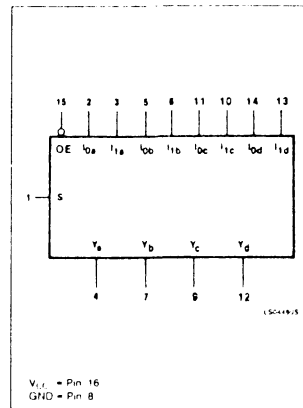 15 2 3 5 6 11 10 14 13
OE I0a I1a I0b I1b I0c I1c I0d I1d
1 S
Ya Yb Yc Yd
4 7 9 12
VCC = Pin 16
GND = Pin 8